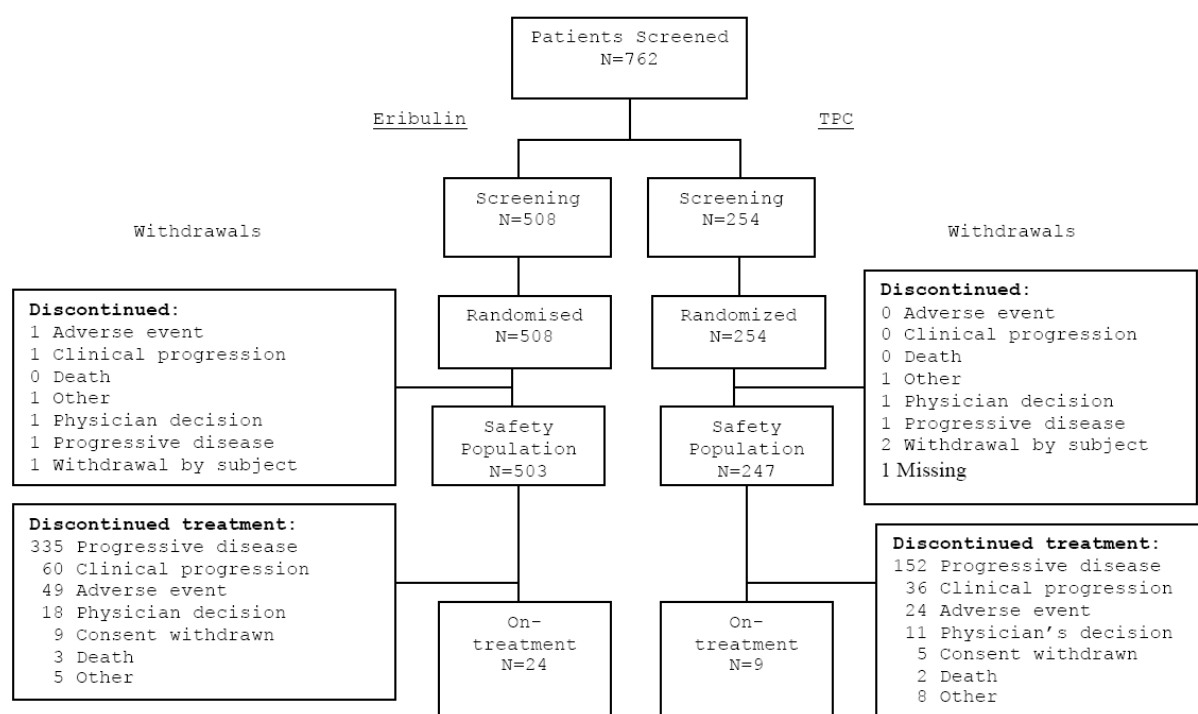 Patients Screened
N=762
Eribulin
TPC
Screening
N=508
Screening
N=254
Withdrawals
Withdrawals
Discontinued:
1 Adverse event
1 Clinical progression
0 Death
1 Other
1 Physician decision
1 Progressive disease
1 Withdrawal by subject
Randomised
N=508
Randomized
N=254
Discontinued:
0 Adverse event
0 Clinical progression
0 Death
1 Other
1 Physician decision
1 Progressive disease
2 Withdrawal by subject
1 Missing
Safety
Population
N=503
Safety
Population
N=247
Discontinued treatment:
335 Progressive disease
60 Clinical progression
49 Adverse event
18 Physician decision
9 Consent withdrawn
3 Death
5 Other
On-
treatment
N=24
On-
treatment
N=9
Discontinued treatment:
152 Progressive disease
36 Clinical progression
24 Adverse event
11 Physician's decision
5 Consent withdrawn
2 Death
8 Other